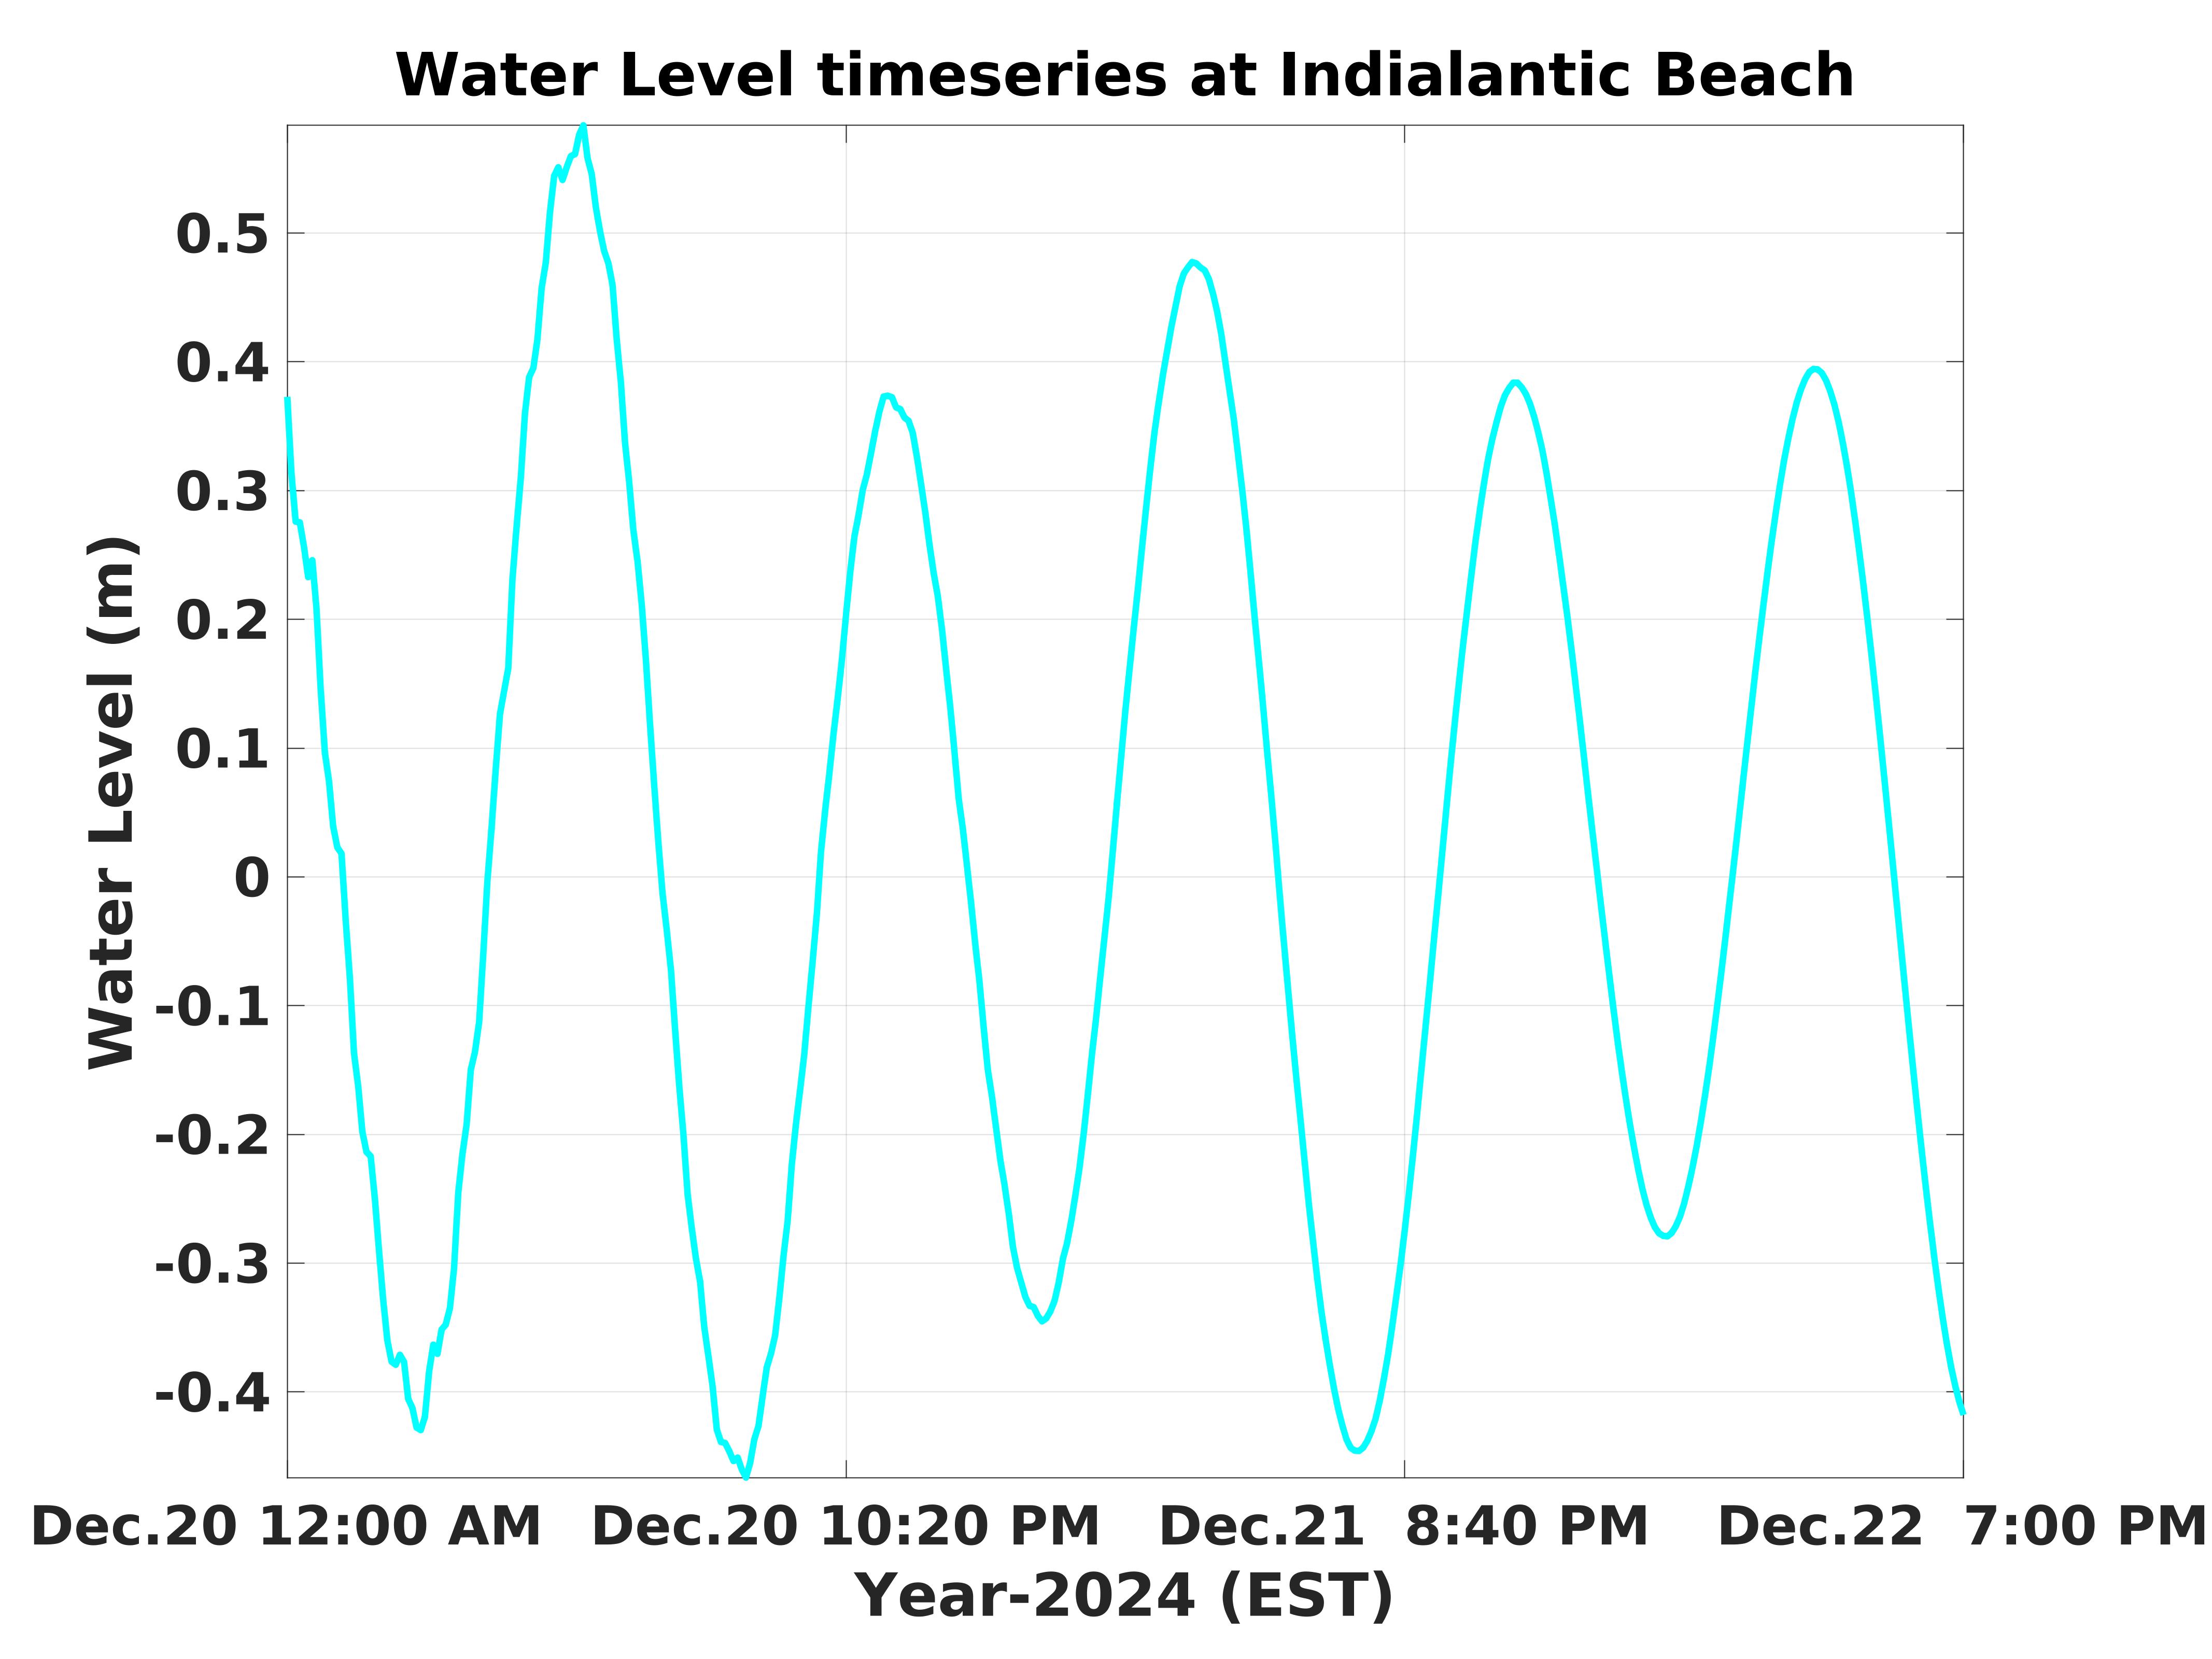 Water Level timeseries at Indialantic Beach
Water Level (m)
0.5
0.4
0.3
0.2
0.1
0
-0.1
-0.2
-0.3
-0.4
Dec.20 12:00 AM Dec.20 10:20 PM Dec.21 8:40 PM Dec.22 7:00 PM
Year-2024 (EST)